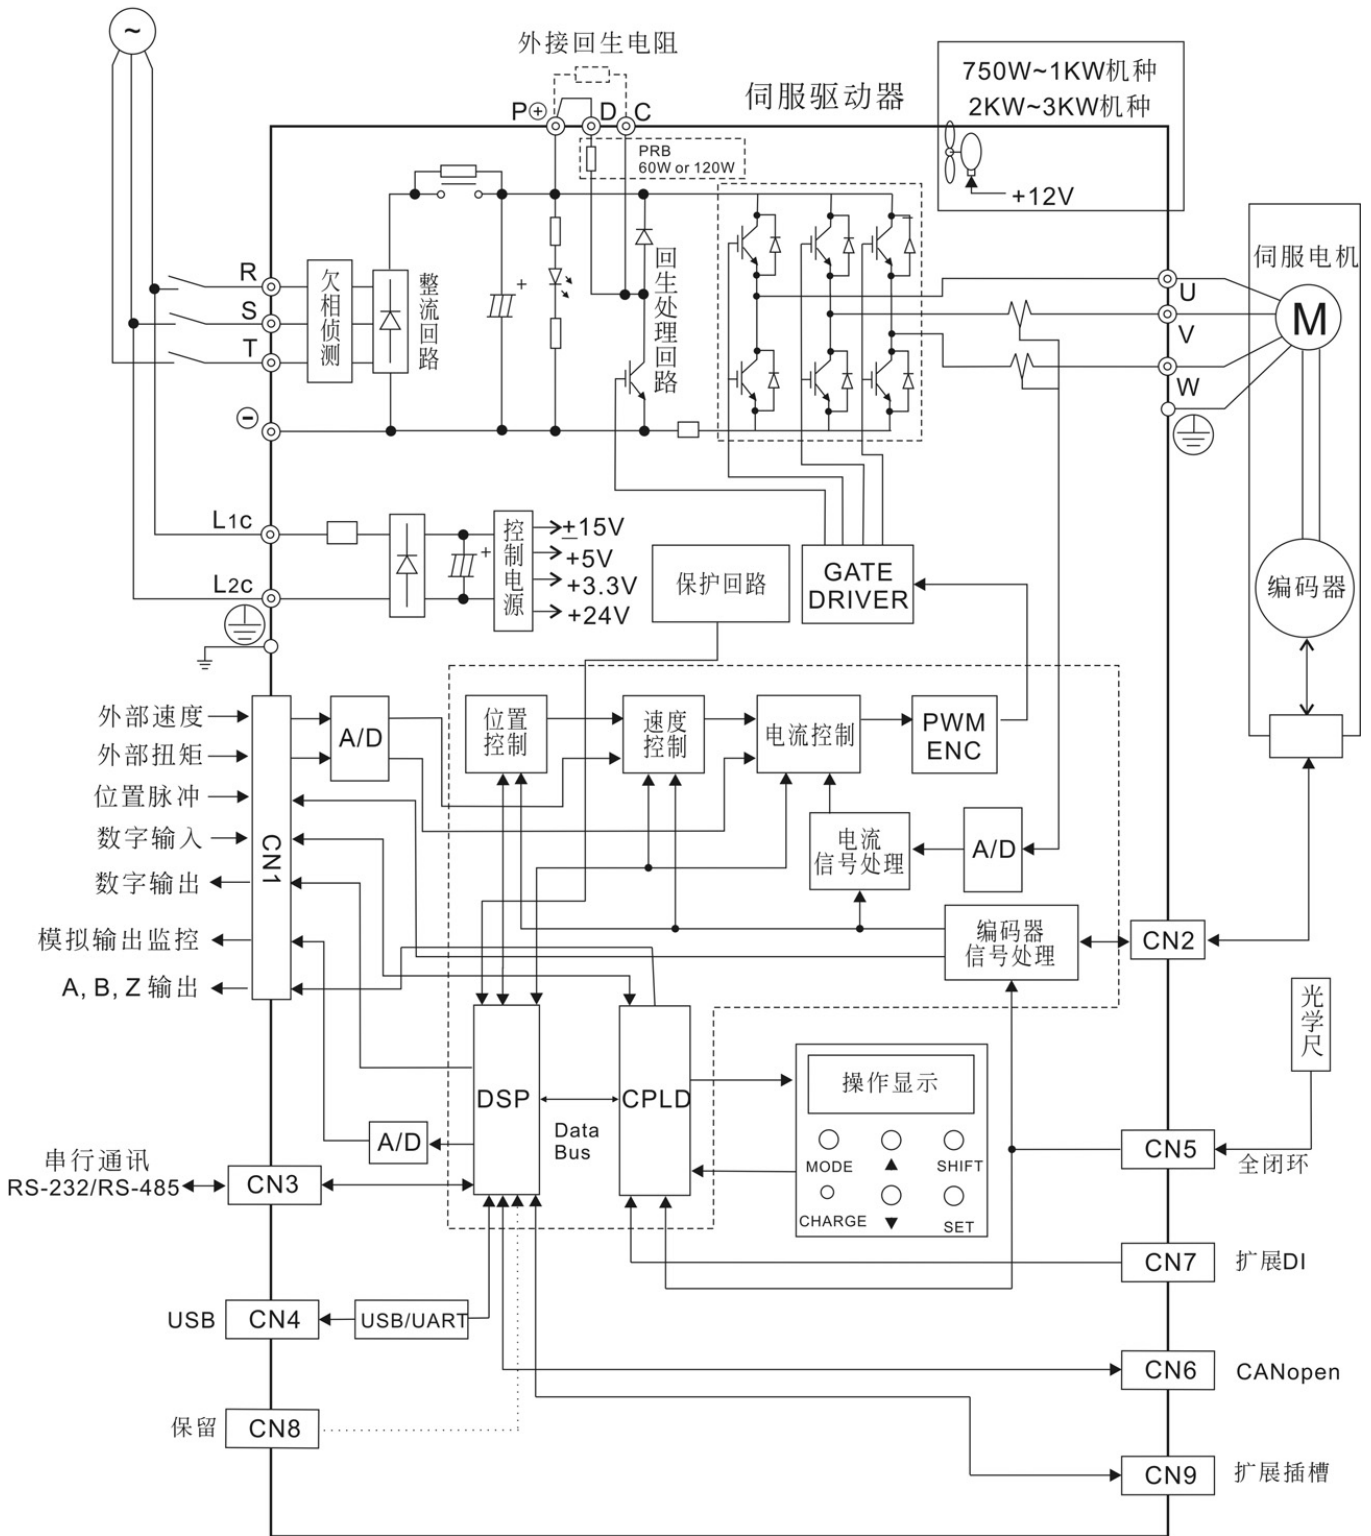 ~
外接回生电阻
P⊕ D C
伺服驱动器
750W~1KW机种
2KW~3KW机种
PRB
60W or 120W
+12V
R
S
T
欠相侦测
整流回路
+
回生处理回路
伺服电机
M
U
V
W
⊖
L1c
L2c
+
控制电源
±15V
+5V
+3.3V
+24V
保护回路
GATE
DRIVER
编码器
外部速度
外部扭矩
位置脉冲
数字输入
数字输出
模拟输出监控
A, B, Z 输出
CN1
A/D
位置
控制
速度
控制
电流控制
PWM
ENC
电流
信号处理
A/D
编码器
信号处理
CN2
光学尺
DSP
Data
Bus
CPLD
操作显示
MODE
▲
SHIFT
CHARGE
▼
SET
A/D
串行通讯
RS-232/RS-485
CN3
CN5
全闭环
CN7
扩展DI
USB
CN4
USB/UART
CN6
CANopen
保留
CN8
CN9
扩展插槽